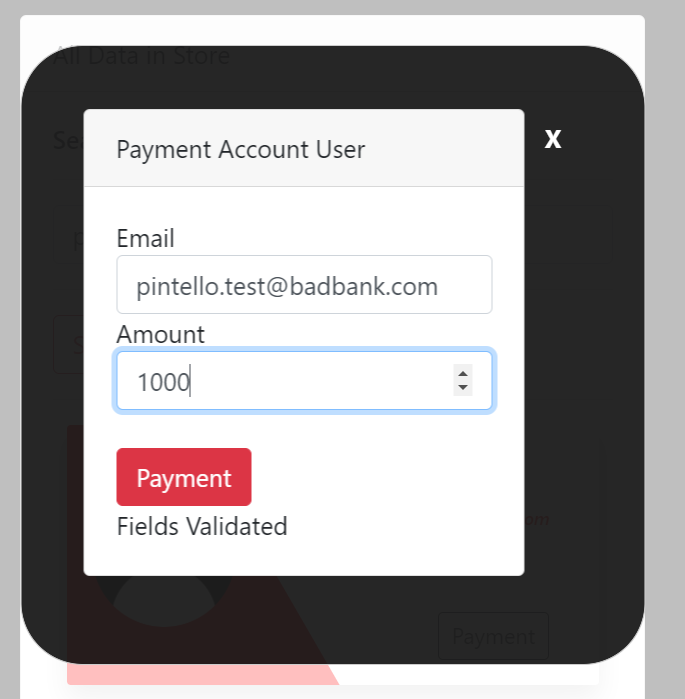 All Data in Store
Payment Account User
X
Email
pintello.test@badbank.com
Amount
1000
Payment
Fields Validated
Payment